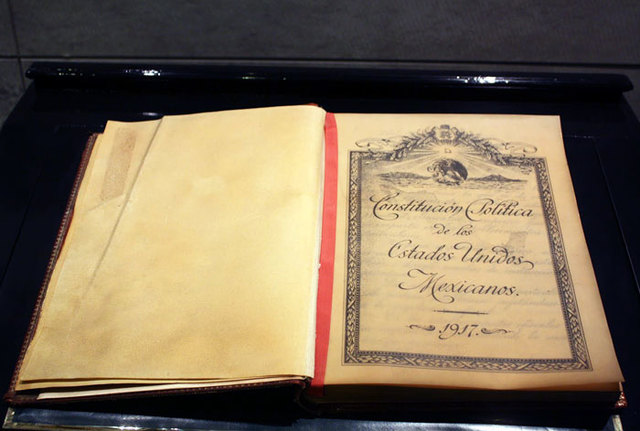 Constitución Política
de los
Estados Unidos
Mexicanos.
1917.